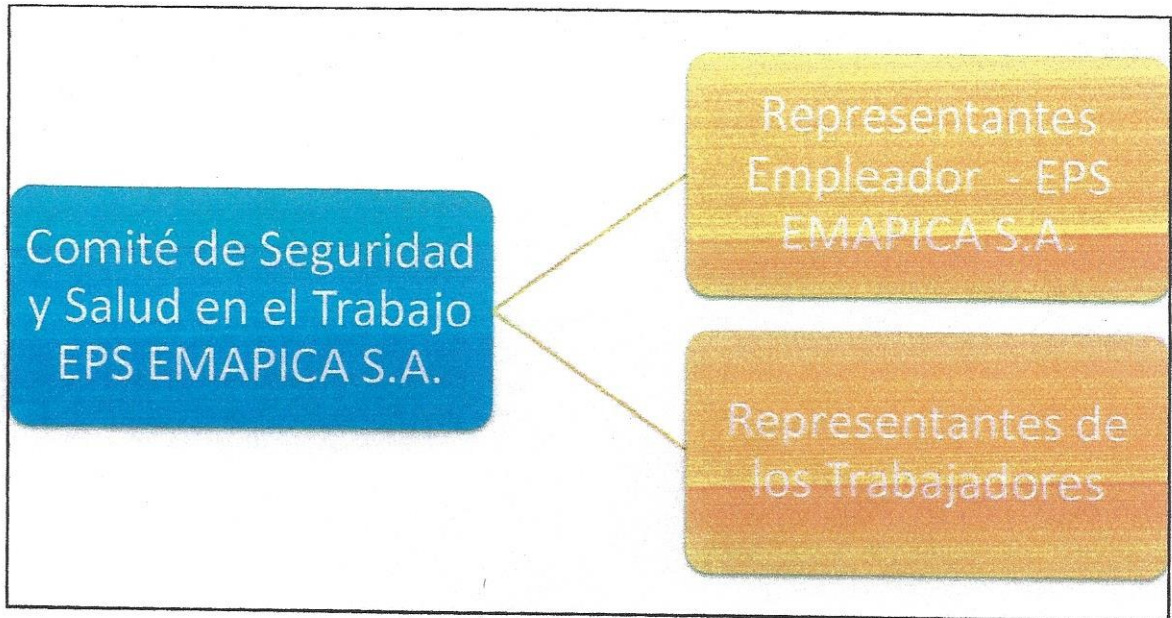 Comité de Seguridad
y Salud en el Trabajo
EPS EMAPICA S.A.
Representantes
Empleador - EPS
EMAPICA S.A.
Representantes de
los Trabajadores